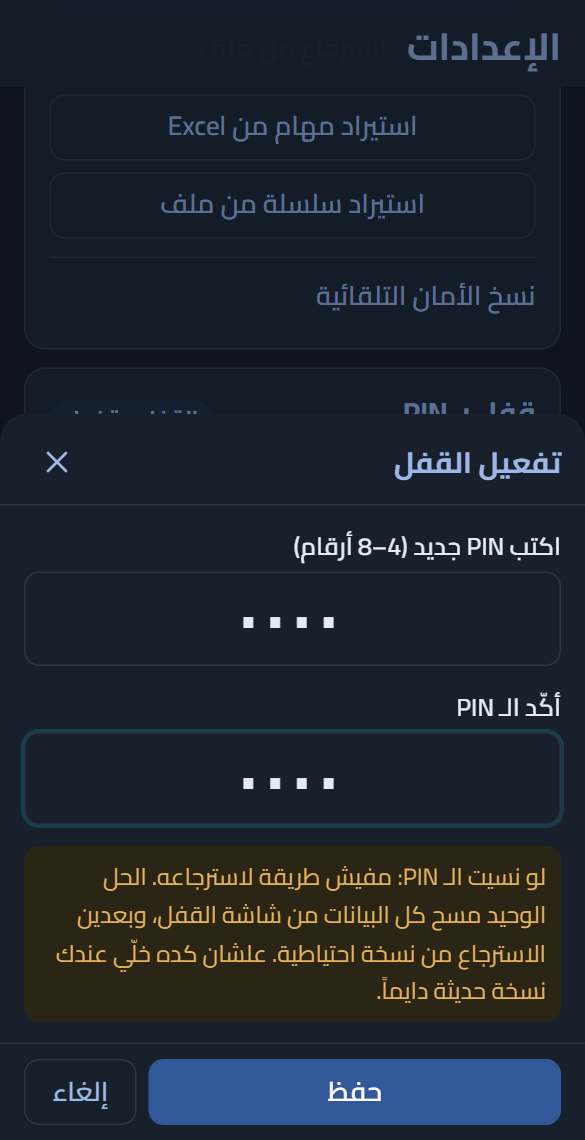 الإعدادات
استيراد مهام من Excel
استيراد سلسلة من ملف
نسخ الأمان التلقائية
تفعيل القفل
اكتب PIN جديد (4–8 أرقام)
أكّد الـ PIN
لو نسيت الـ PIN: مفيش طريقة لاسترجاعه. الحل
الوحيد مسح كل البيانات من شاشة القفل، وبعدين
الاسترجاع من نسخة احتياطية. علشان كده خلّي عندك
نسخة حديثة دايماً.
حفظ
إلغاء